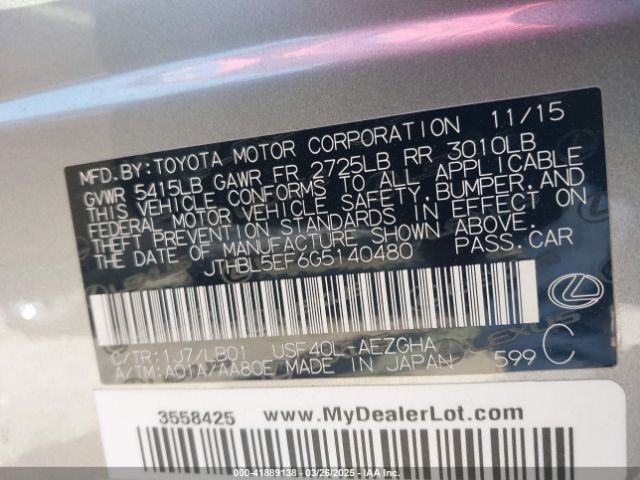 11/15
MFD.BY:TOYOTA MOTOR CORPORATION
GVWR 5415LB GAWR FR 2725LB RR 3010LB
THIS VEHICLE CONFORMS TO ALL APPLICABLE
FEDERAL MOTOR VEHICLE SAFETY,BUMPER,AND
THEFT PREVENTION STANDARDS IN EFFECT ON
THE DATE OF MANUFACTURE SHOWN ABOVE.
JTHBL5EF6G5140480 PASS.CAR
C/TR:1J7/LB01 USF40L-AEZGHA
A/TM:A01A/AA80E MADE IN JAPAN 599 C
LEXUS
3558425 www.MyDealerLot.com
000-41889138 - 03/26/2025 - IAA Inc.